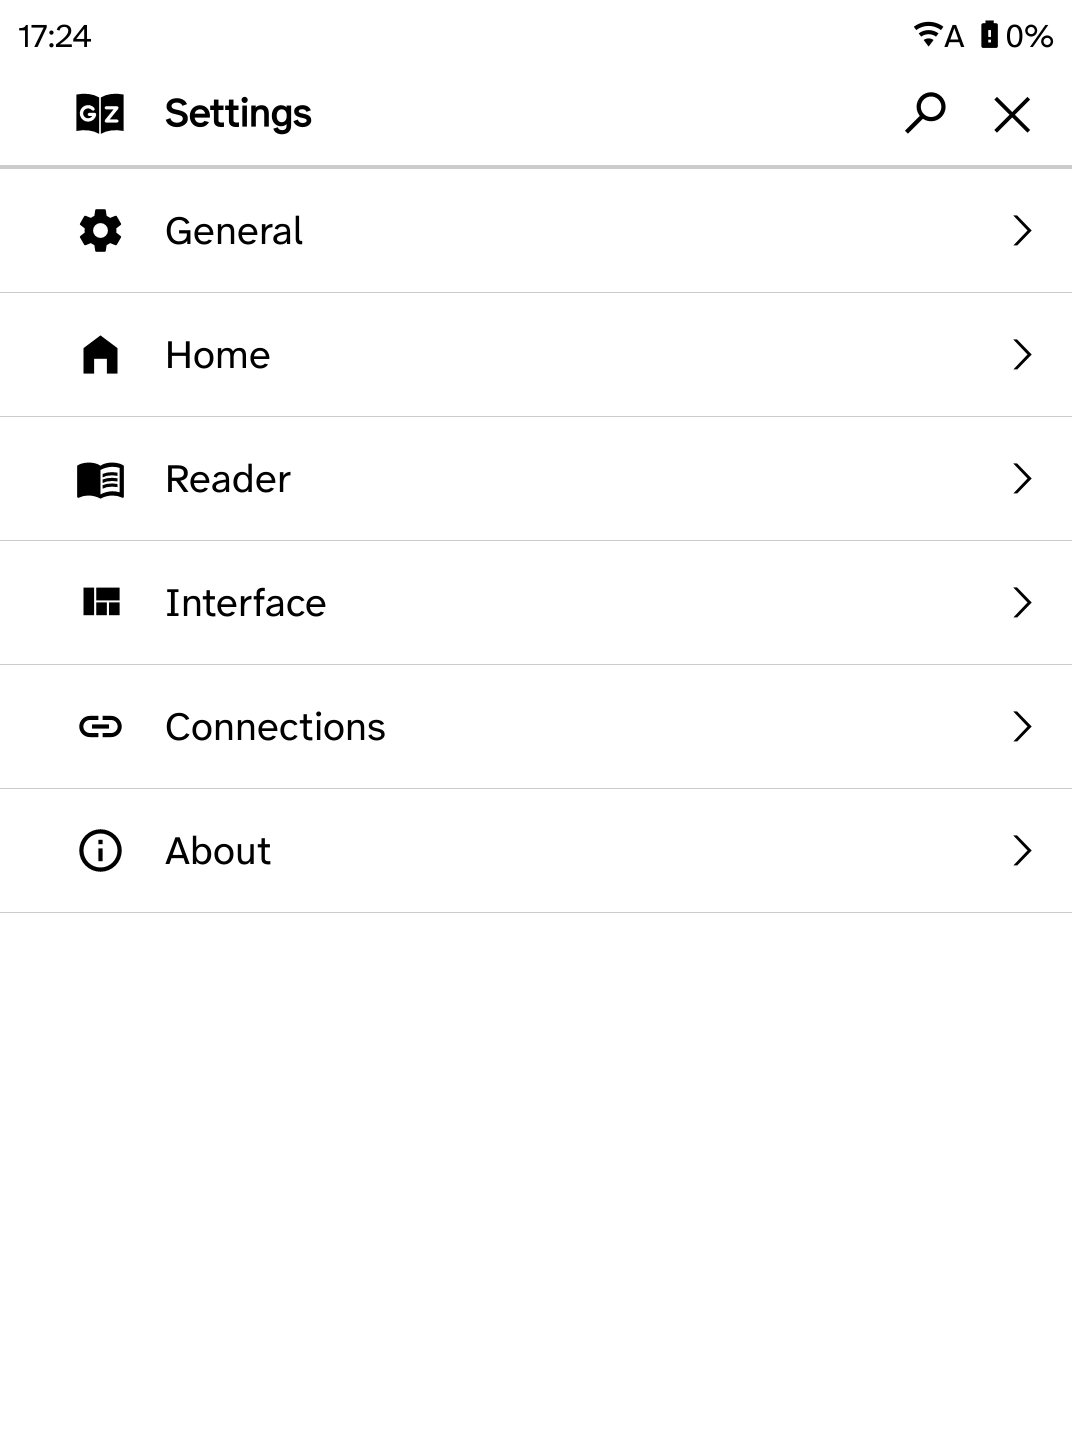 17:24 A 0%
GZ Settings
General
Home
Reader
Interface
Connections
About